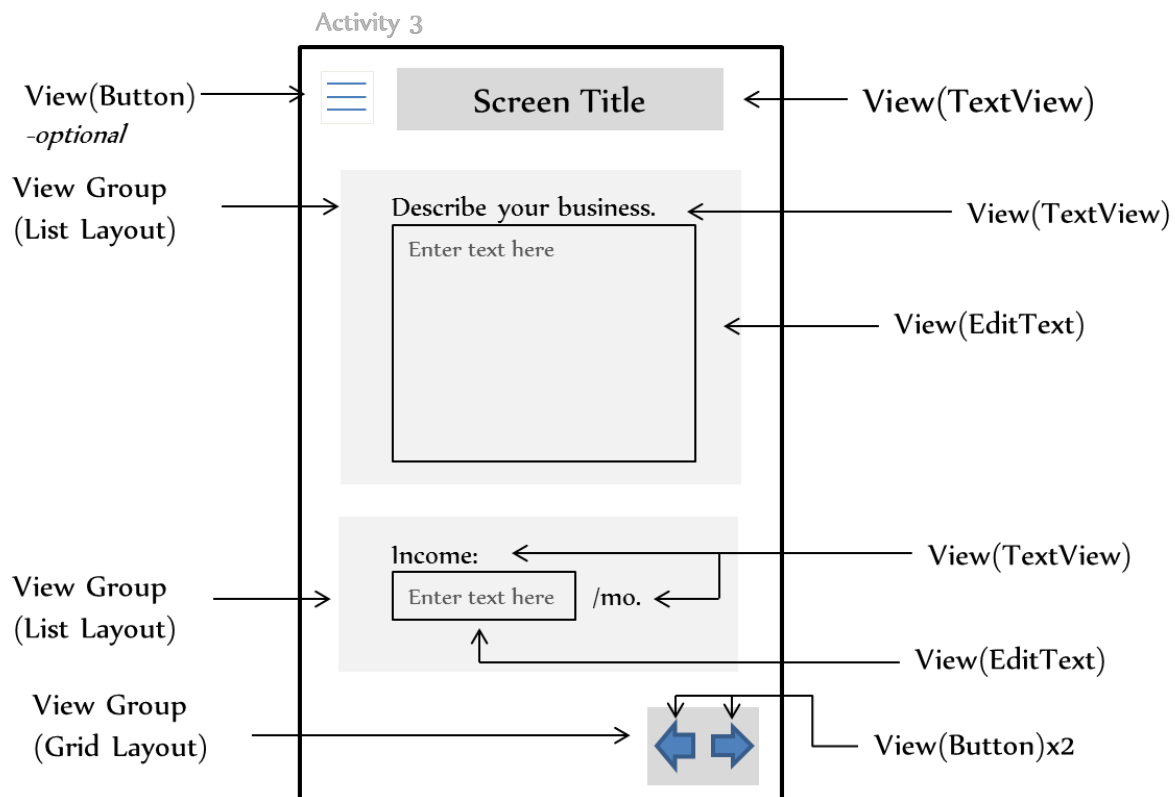 Activity 3
View(Button)
-optional
Screen Title
View(TextView)
View Group
(List Layout)
Describe your business.
View(TextView)
Enter text here
View(EditText)
Income:
View(TextView)
View Group
(List Layout)
Enter text here
/mo.
View(EditText)
View Group
(Grid Layout)
View(Button)x2